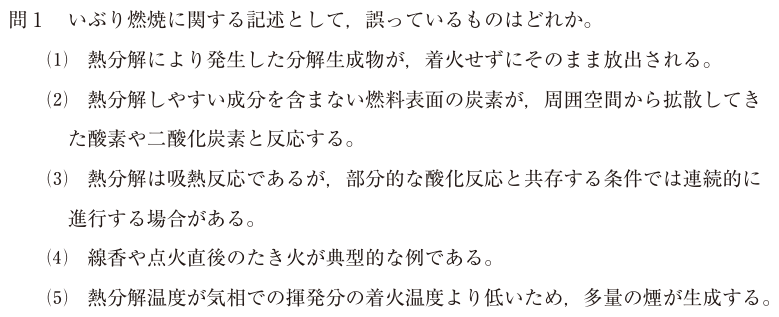 問1　いぶり燃焼に関する記述として，誤っているものはどれか。
⑴　熱分解により発生した分解生成物が，着火せずにそのまま放出される。
⑵　熱分解しやすい成分を含まない燃料表面の炭素が，周囲空間から拡散してき
た酸素や二酸化炭素と反応する。
⑶　熱分解は吸熱反応であるが，部分的な酸化反応と共存する条件では連続的に
進行する場合がある。
⑷　線香や点火直後のたき火が典型的な例である。
⑸　熱分解温度が気相での揮発分の着火温度より低いため，多量の煙が生成する。